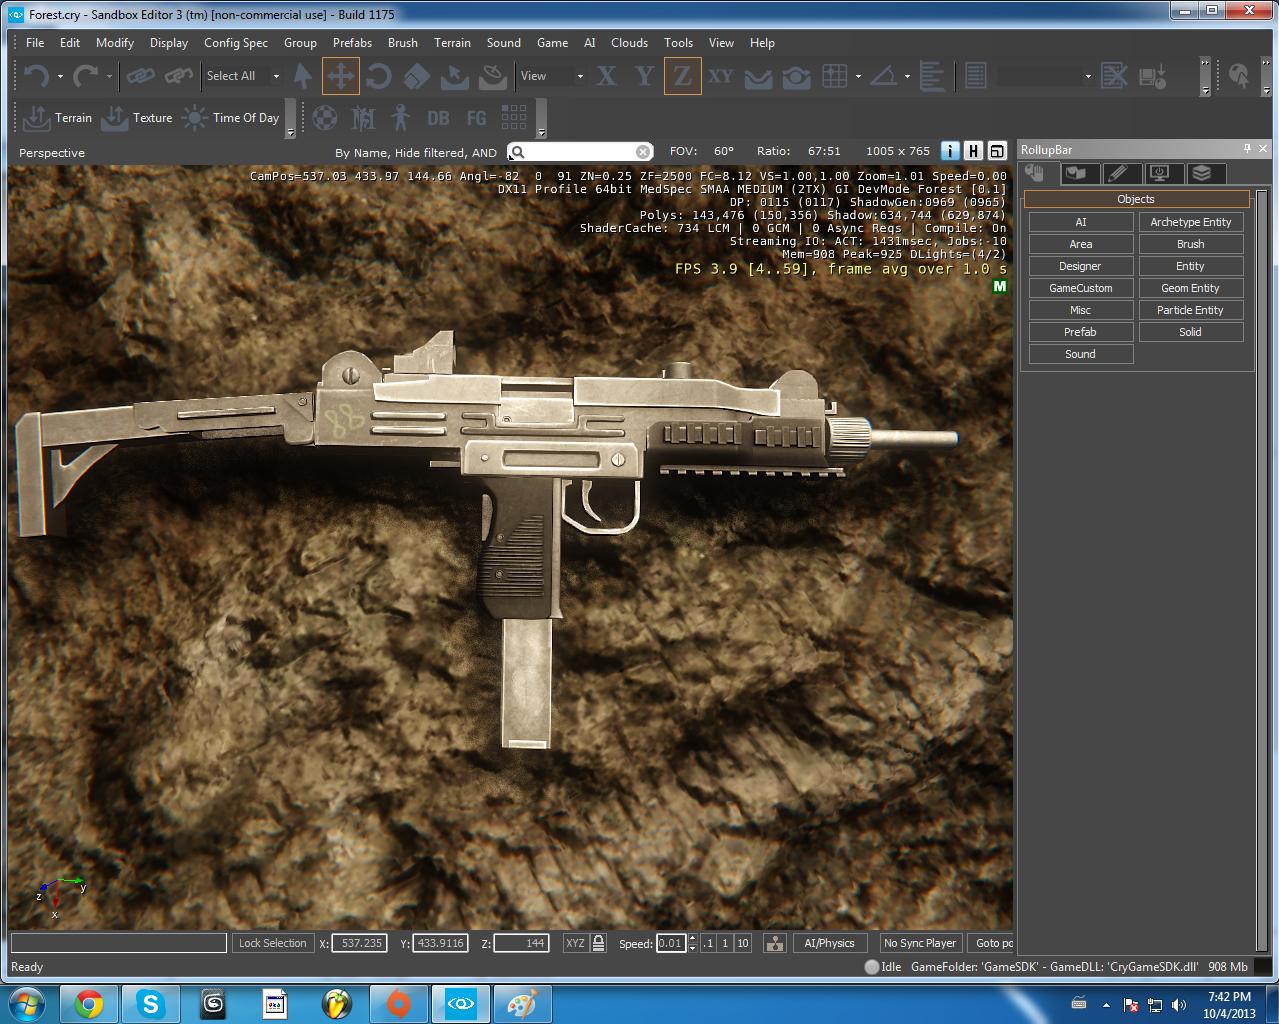 Forest.cry - Sandbox Editor 3 (tm) [non-commercial use] - Build 1175
File Edit Modify Display Config Spec Group Prefabs Brush Terrain Sound Game AI Clouds Tools View Help
Select All View X Y Z XY
Terrain Texture Time Of Day DB FG
Perspective By Name, Hide filtered, AND FOV: 60° Ratio: 67:51 1005 x 765 i H
RollupBar
CamPos=537.03 433.97 144.66 Angl=-82 0 91 ZN=0.25 ZF=2500 FC=8.12 VS=1.00,1.00 Zoom=1.01 Speed=0.00
DX11 Profile 64bit MedSpec SMAA MEDIUM (2TX) GI DevMode Forest [0.1]
DP: 0115 (0117) ShadowGen:0969 (0965)
Polys: 143,476 (150,356) Shadow:634,744 (629,874)
ShaderCache: 734 LCM | 0 GCM | 0 Async Reqs | Compile: On
Streaming IO: ACT: 1431msec, Jobs:-10
Mem=908 Peak=925 DLights=(4/2)
FPS 3.9 [4..59], frame avg over 1.0 s
M
Objects
AI Archetype Entity
Area Brush
Designer Entity
GameCustom Geom Entity
Misc Particle Entity
Prefab Solid
Sound
88
z y
x
Lock Selection X: 537.235 Y: 433.9116 Z: 144 XYZ Speed: 0.01 .1 1 10 AI/Physics No Sync Player Goto po
Ready Idle GameFolder: 'GameSDK' - GameDLL: 'CryGameSDK.dll' 908 Mb
7:42 PM
10/4/2013